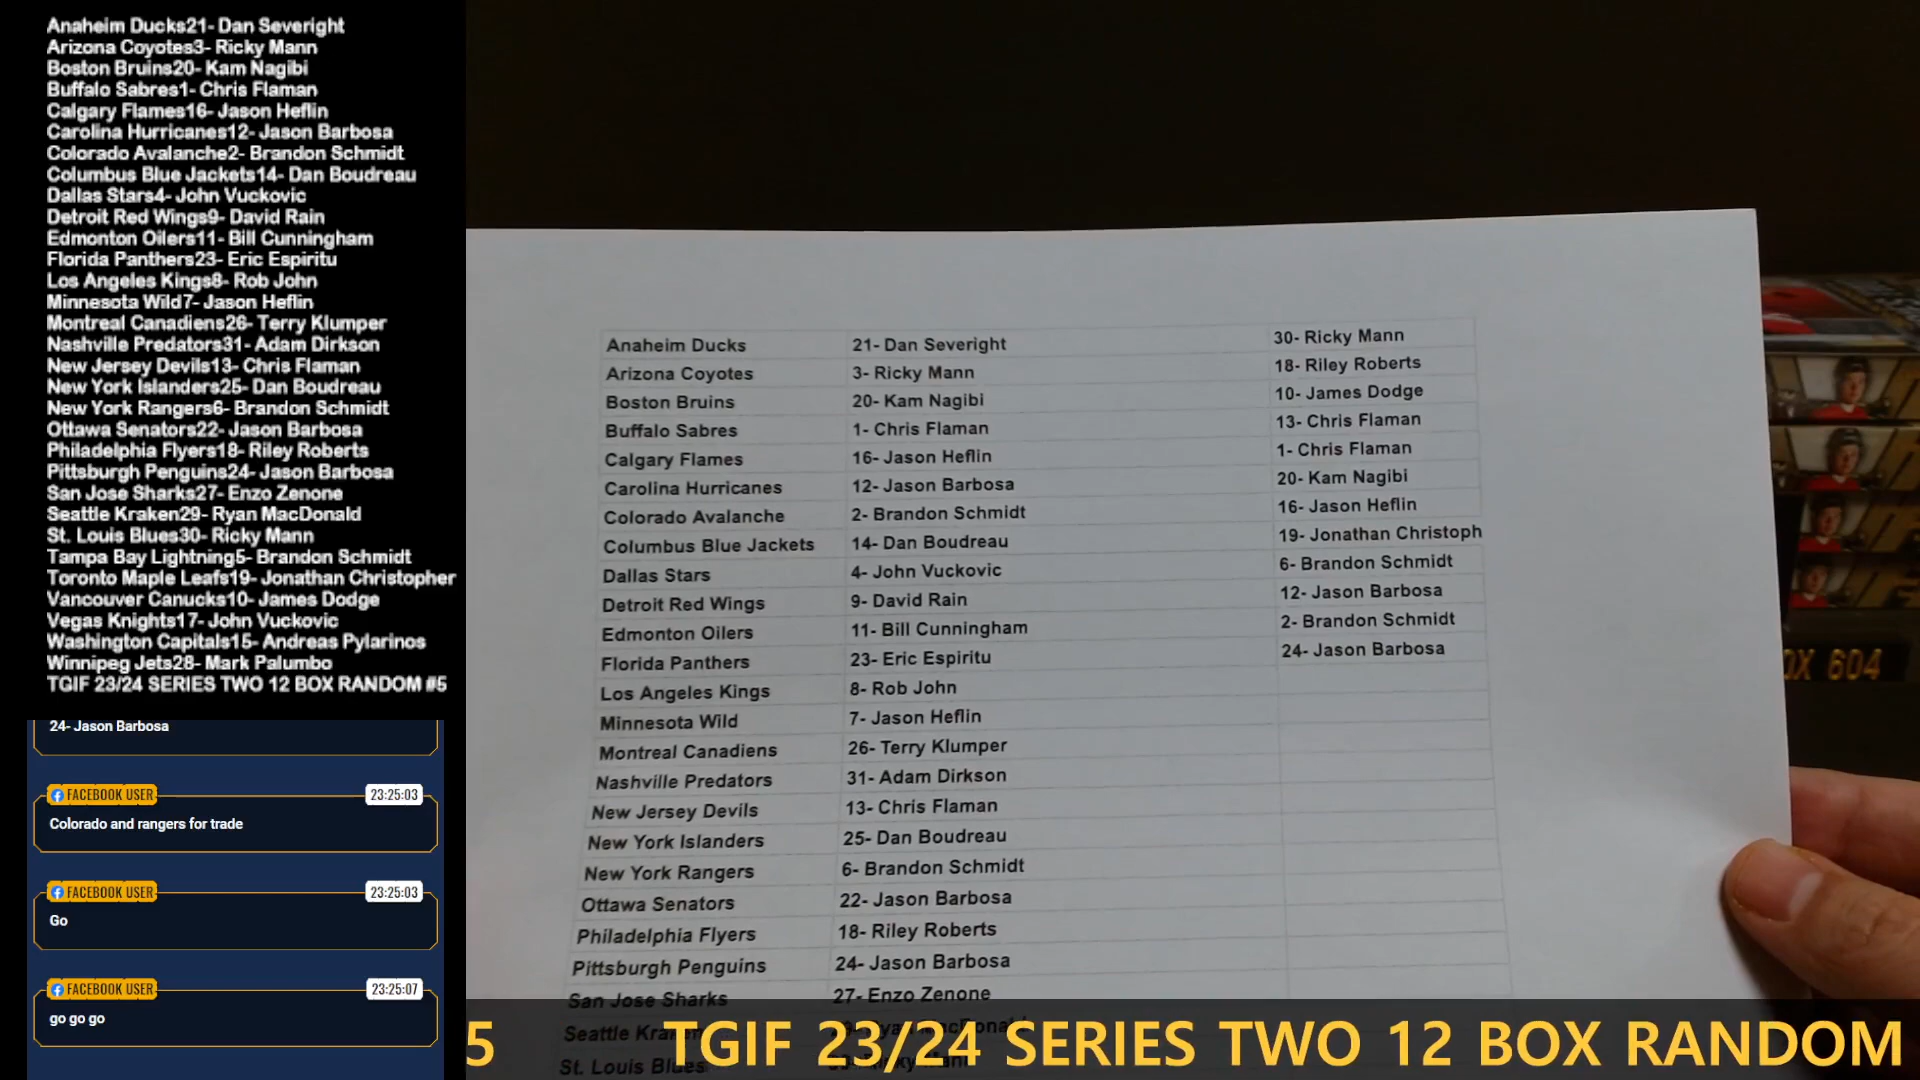 Anaheim Ducks21- Dan Severight
Arizona Coyotes3- Ricky Mann
Boston Bruins20- Kam Nagibi
Buffalo Sabres1- Chris Flaman
Calgary Flames16- Jason Heflin
Carolina Hurricanes12- Jason Barbosa
Colorado Avalanche2- Brandon Schmidt
Columbus Blue Jackets14- Dan Boudreau
Dallas Stars4- John Vuckovic
Detroit Red Wings9- David Rain
Edmonton Oilers11- Bill Cunningham
Florida Panthers23- Eric Espiritu
Los Angeles Kings8- Rob John
Minnesota Wild7- Jason Heflin
Montreal Canadiens26- Terry Klumper
Nashville Predators31- Adam Dirkson
New Jersey Devils13- Chris Flaman
New York Islanders25- Dan Boudreau
New York Rangers6- Brandon Schmidt
Ottawa Senators22- Jason Barbosa
Philadelphia Flyers18- Riley Roberts
Pittsburgh Penguins24- Jason Barbosa
San Jose Sharks27- Enzo Zenone
Seattle Kraken29- Ryan MacDonald
St. Louis Blues30- Ricky Mann
Tampa Bay Lightning5- Brandon Schmidt
Toronto Maple Leafs19- Jonathan Christopher
Vancouver Canucks10- James Dodge
Vegas Knights17- John Vuckovic
Washington Capitals15- Andreas Pylarinos
Winnipeg Jets28- Mark Palumbo
TGIF 23/24 SERIES TWO 12 BOX RANDOM #5
24- Jason Barbosa
FACEBOOK USER 23:25:03
Colorado and rangers for trade
FACEBOOK USER 23:25:03
Go
FACEBOOK USER 23:25:07
go go go
Anaheim Ducks 21- Dan Severight 30- Ricky Mann
Arizona Coyotes 3- Ricky Mann 18- Riley Roberts
Boston Bruins 20- Kam Nagibi 10- James Dodge
Buffalo Sabres 1- Chris Flaman 13- Chris Flaman
Calgary Flames 16- Jason Heflin 1- Chris Flaman
Carolina Hurricanes 12- Jason Barbosa 20- Kam Nagibi
Colorado Avalanche 2- Brandon Schmidt 16- Jason Heflin
Columbus Blue Jackets 14- Dan Boudreau 19- Jonathan Christoph
Dallas Stars 4- John Vuckovic 6- Brandon Schmidt
Detroit Red Wings 9- David Rain 12- Jason Barbosa
Edmonton Oilers 11- Bill Cunningham 2- Brandon Schmidt
Florida Panthers 23- Eric Espiritu 24- Jason Barbosa
Los Angeles Kings 8- Rob John
Minnesota Wild 7- Jason Heflin
Montreal Canadiens 26- Terry Klumper
Nashville Predators 31- Adam Dirkson
New Jersey Devils 13- Chris Flaman
New York Islanders 25- Dan Boudreau
New York Rangers 6- Brandon Schmidt
Ottawa Senators 22- Jason Barbosa
Philadelphia Flyers 18- Riley Roberts
Pittsburgh Penguins 24- Jason Barbosa
San Jose Sharks 27- Enzo Zenone
Seattle Kraken
St. Louis Blues
OX 604
5 TGIF 23/24 SERIES TWO 12 BOX RANDOM